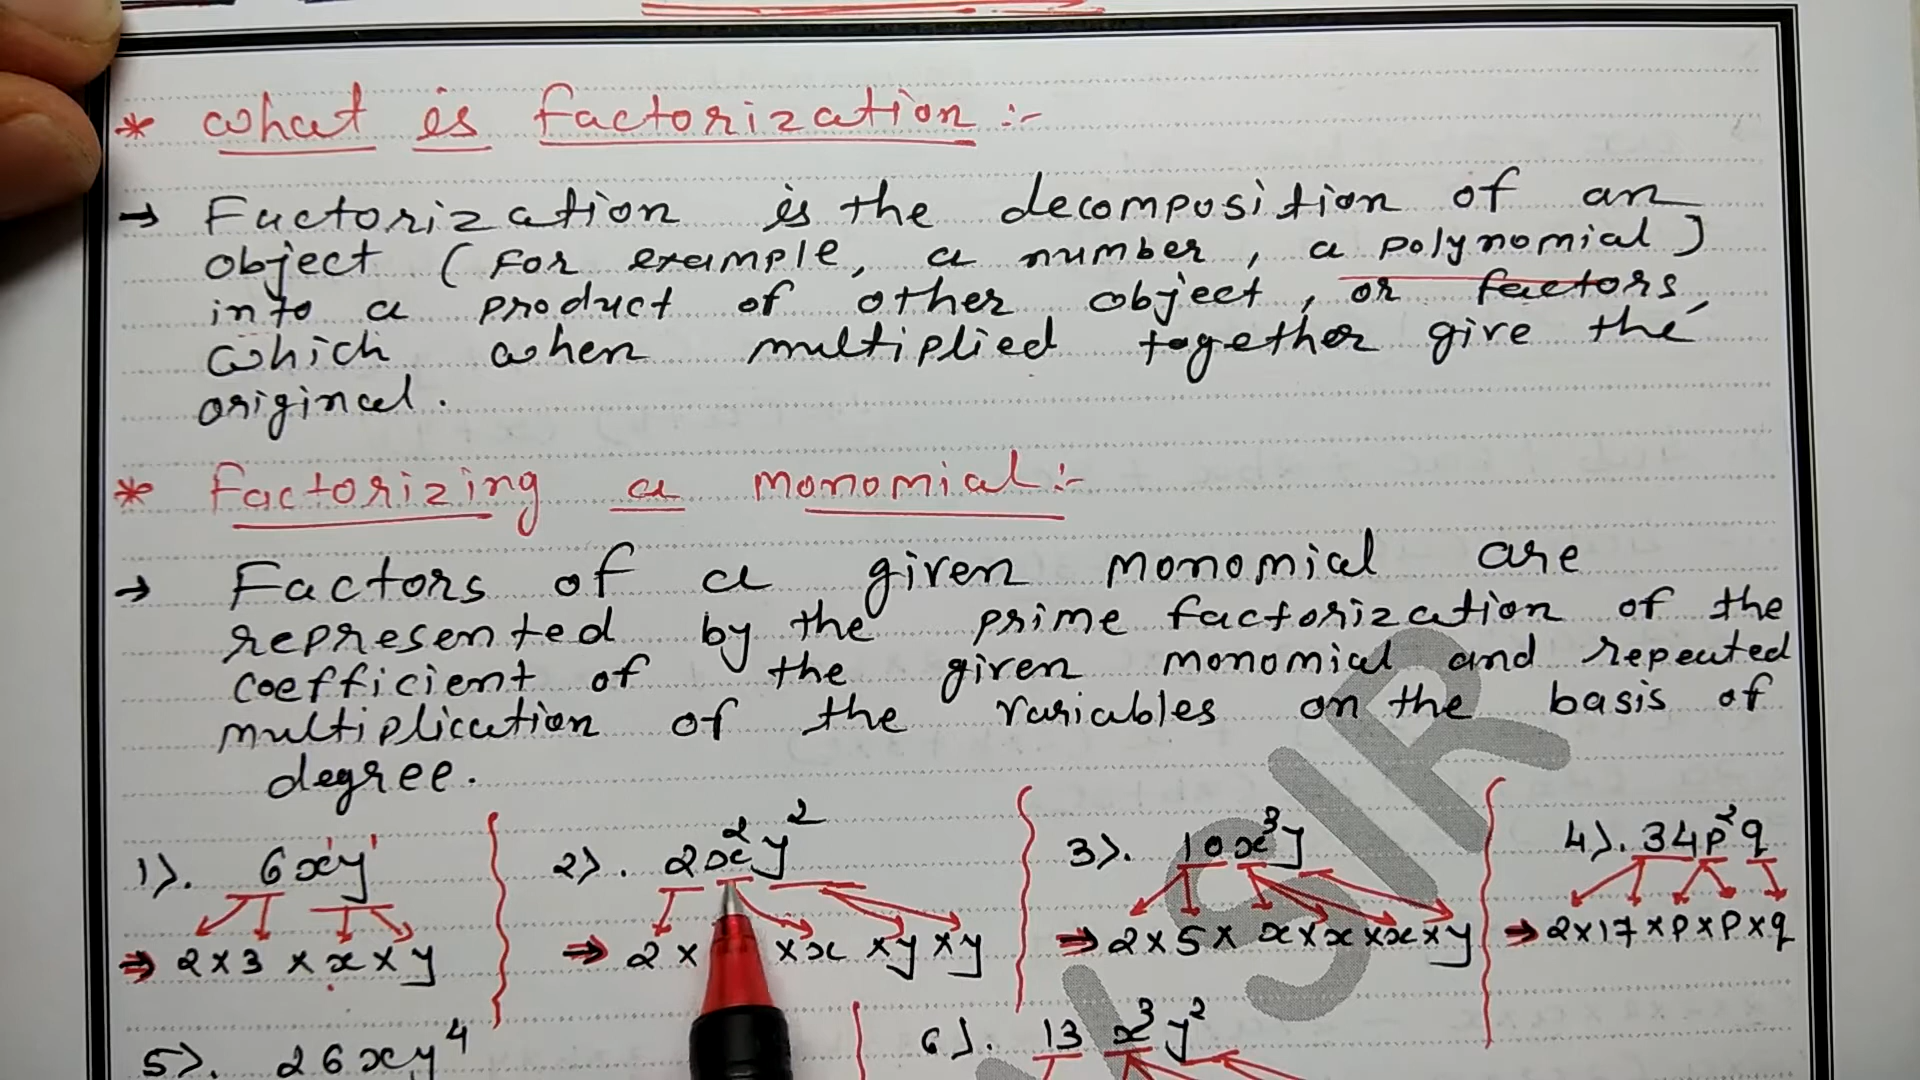 * What is factorization :-
→ Factorization is the decomposition of an
object (For example, a number, a polynomial)
into a product of other object, or factors,
which when multiplied together give the
original.
* Factorizing a monomial :-
→ Factors of a given monomial are
represented by the prime factorization of the
coefficient of the given monomial and repeated
multiplication of the variables on the basis of
degree.
1). 6x¹y¹
⇒ 2×3×x×y
2). 2x²y²
⇒ 2× ×x×y×y
3). 10x³y
⇒ 2×5×x×x×x×y
4). 34p²q
⇒ 2×17×p×p×q
5). 26xy⁴
6). 13x³y²
SIR